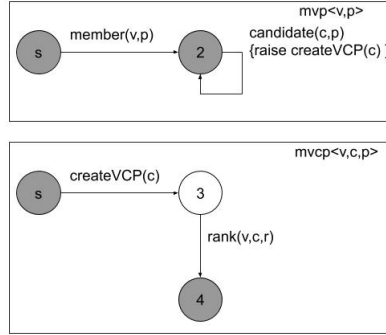 mvp<v,p>
s
member(v,p)
2
candidate(c,p)
{raise createVCP(c) }
mvcp<v,c,p>
s
createVCP(c)
3
rank(v,c,r)
4